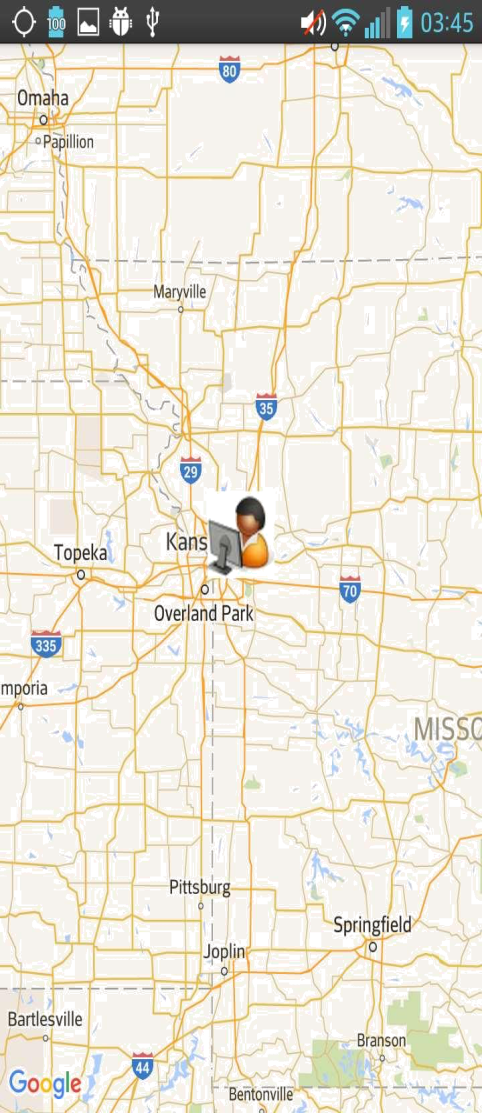 100
03:45
80
Omaha
Papillion
Maryville
35
29
Kans
Topeka
70
Overland Park
335
mporia
MISSO
Pittsburg
Springfield
Joplin
Bartlesville
Branson
44
Google
Bentonville